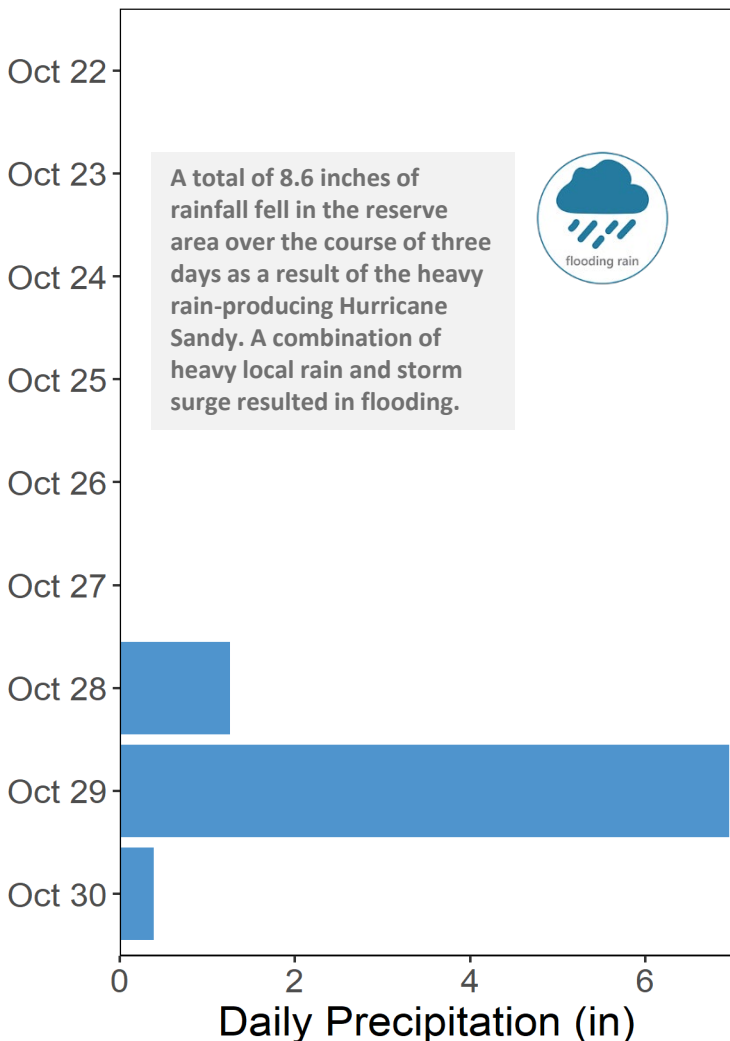 Oct 22
Oct 23
Oct 24
Oct 25
Oct 26
Oct 27
Oct 28
Oct 29
Oct 30
A total of 8.6 inches of
rainfall fell in the reserve
area over the course of three
days as a result of the heavy
rain-producing Hurricane
Sandy. A combination of
heavy local rain and storm
surge resulted in flooding.
flooding rain
0 2 4 6
Daily Precipitation (in)